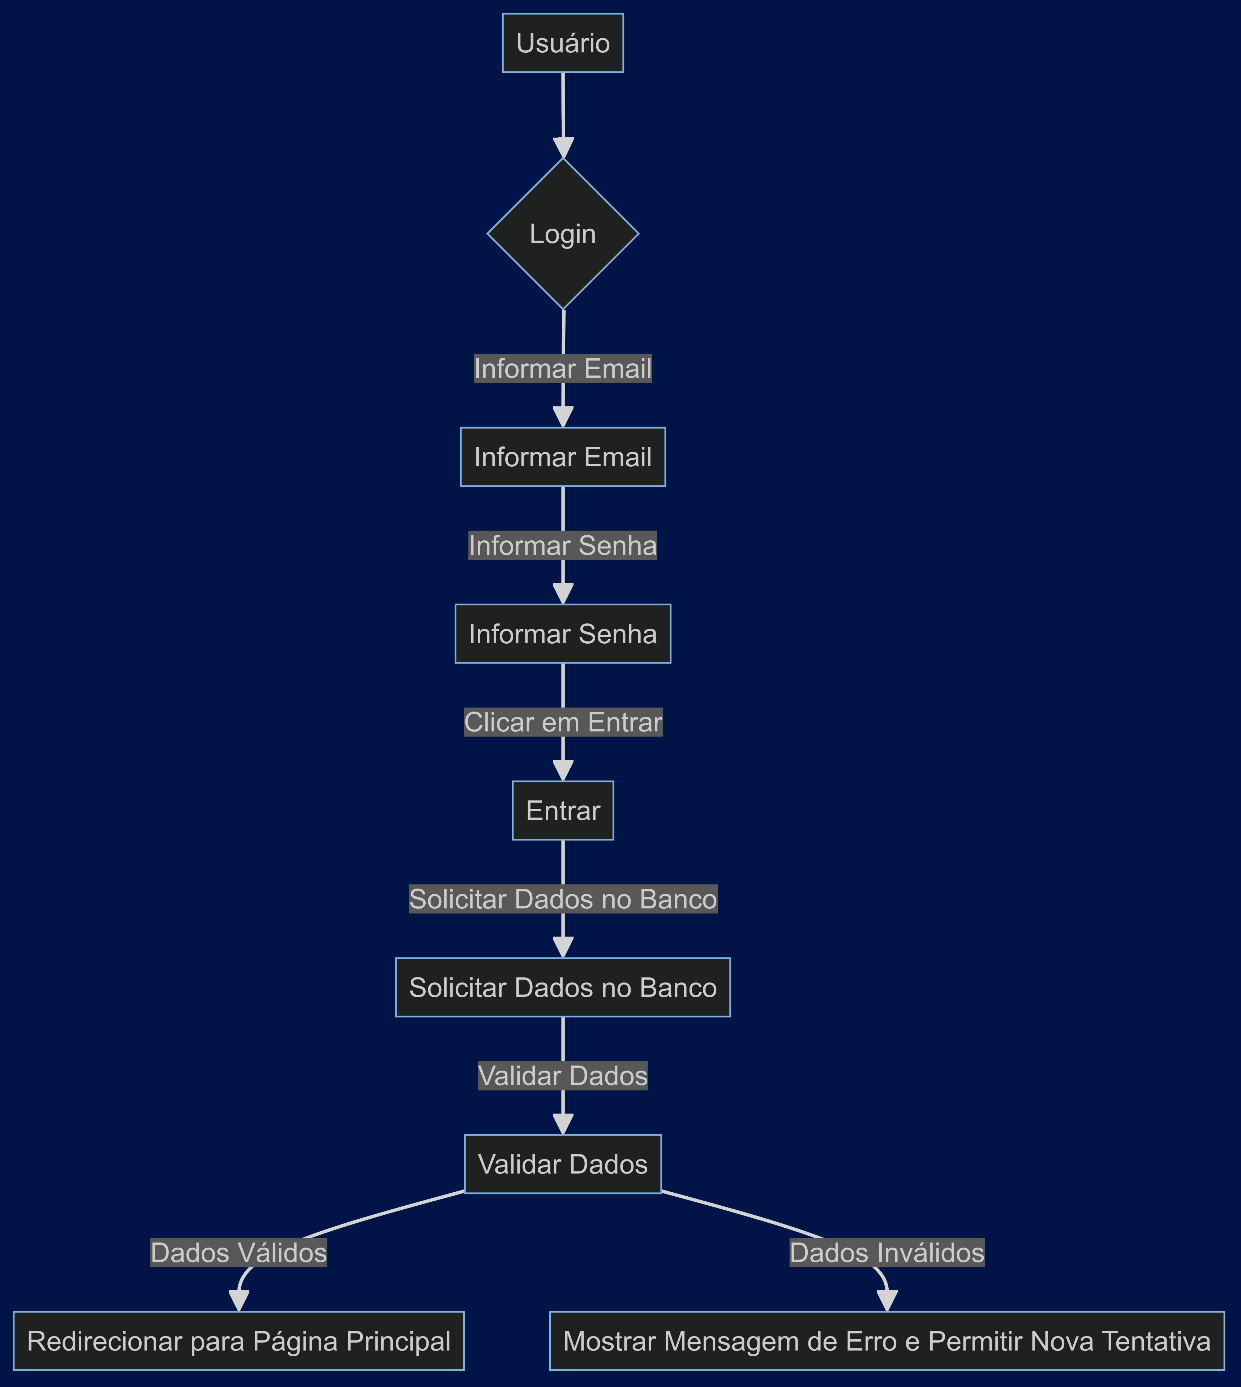 Usuário
Login
Informar Email
Informar Email
Informar Senha
Informar Senha
Clicar em Entrar
Entrar
Solicitar Dados no Banco
Solicitar Dados no Banco
Validar Dados
Validar Dados
Dados Válidos
Dados Inválidos
Redirecionar para Página Principal
Mostrar Mensagem de Erro e Permitir Nova Tentativa